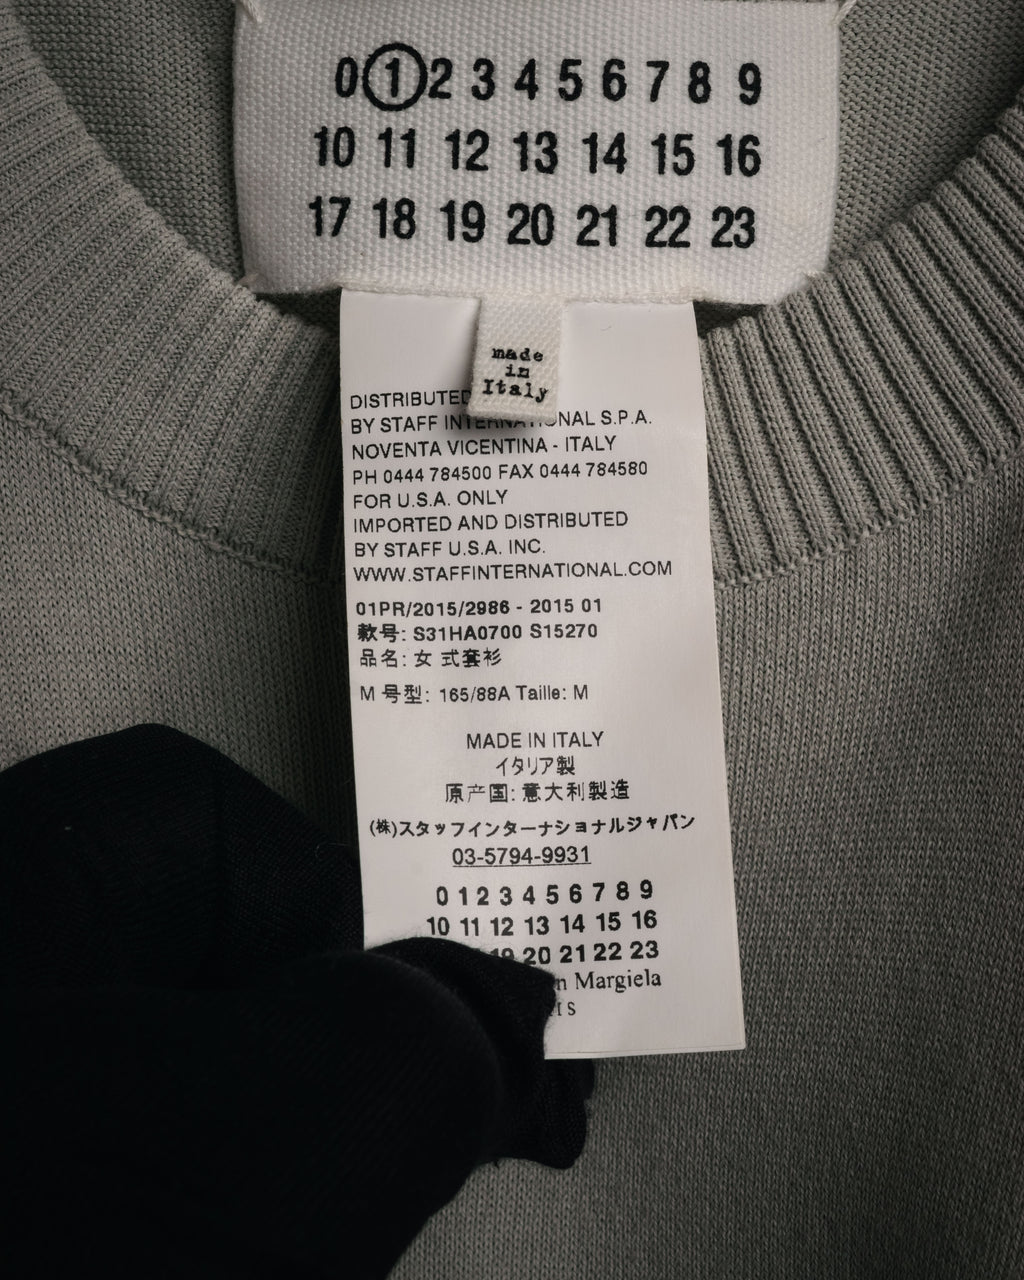 0 1 2 3 4 5 6 7 8 9
10 11 12 13 14 15 16
17 18 19 20 21 22 23
made
in
Italy
DISTRIBUTED
BY STAFF INTERNATIONAL S.P.A.
NOVENTA VICENTINA - ITALY
PH 0444 784500 FAX 0444 784580
FOR U.S.A. ONLY
IMPORTED AND DISTRIBUTED
BY STAFF U.S.A. INC.
WWW.STAFFINTERNATIONAL.COM
01PR/2015/2986 - 2015 01
款号: S31HA0700 S15270
品名: 女 式套衫
M 号型: 165/88A Taille: M
MADE IN ITALY
イタリア製
原产国: 意大利製造
(株)スタッフインターナショナルジャパン
03-5794-9931
0 1 2 3 4 5 6 7 8 9
10 11 12 13 14 15 16
19 20 21 22 23
Margiela